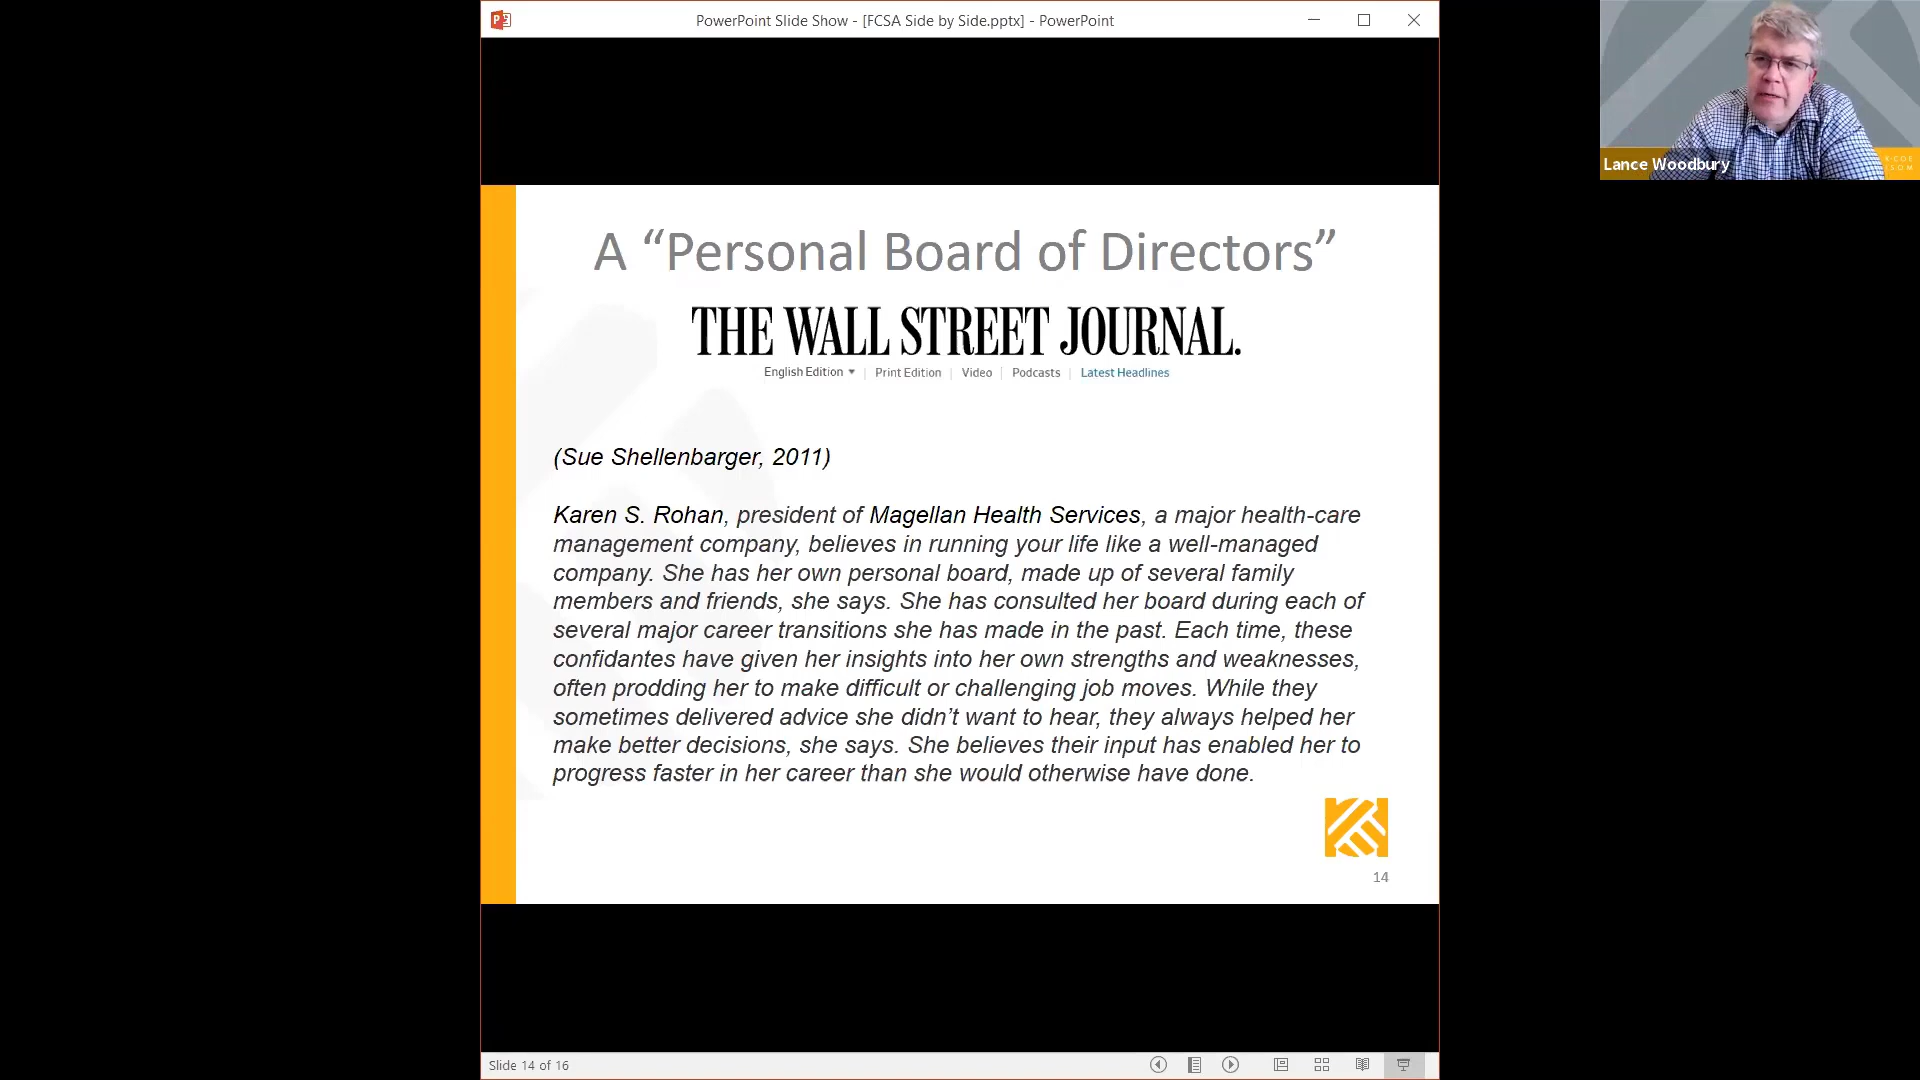 PowerPoint Slide Show - [FCSA Side by Side.pptx] - PowerPoint
Lance Woodbury
A “Personal Board of Directors”
THE WALL STREET JOURNAL.
English Edition | Print Edition | Video | Podcasts | Latest Headlines
(Sue Shellenbarger, 2011)
Karen S. Rohan, president of Magellan Health Services, a major health-care
management company, believes in running your life like a well-managed
company. She has her own personal board, made up of several family
members and friends, she says. She has consulted her board during each of
several major career transitions she has made in the past. Each time, these
confidantes have given her insights into her own strengths and weaknesses,
often prodding her to make difficult or challenging job moves. While they
sometimes delivered advice she didn’t want to hear, they always helped her
make better decisions, she says. She believes their input has enabled her to
progress faster in her career than she would otherwise have done.
14
Slide 14 of 16